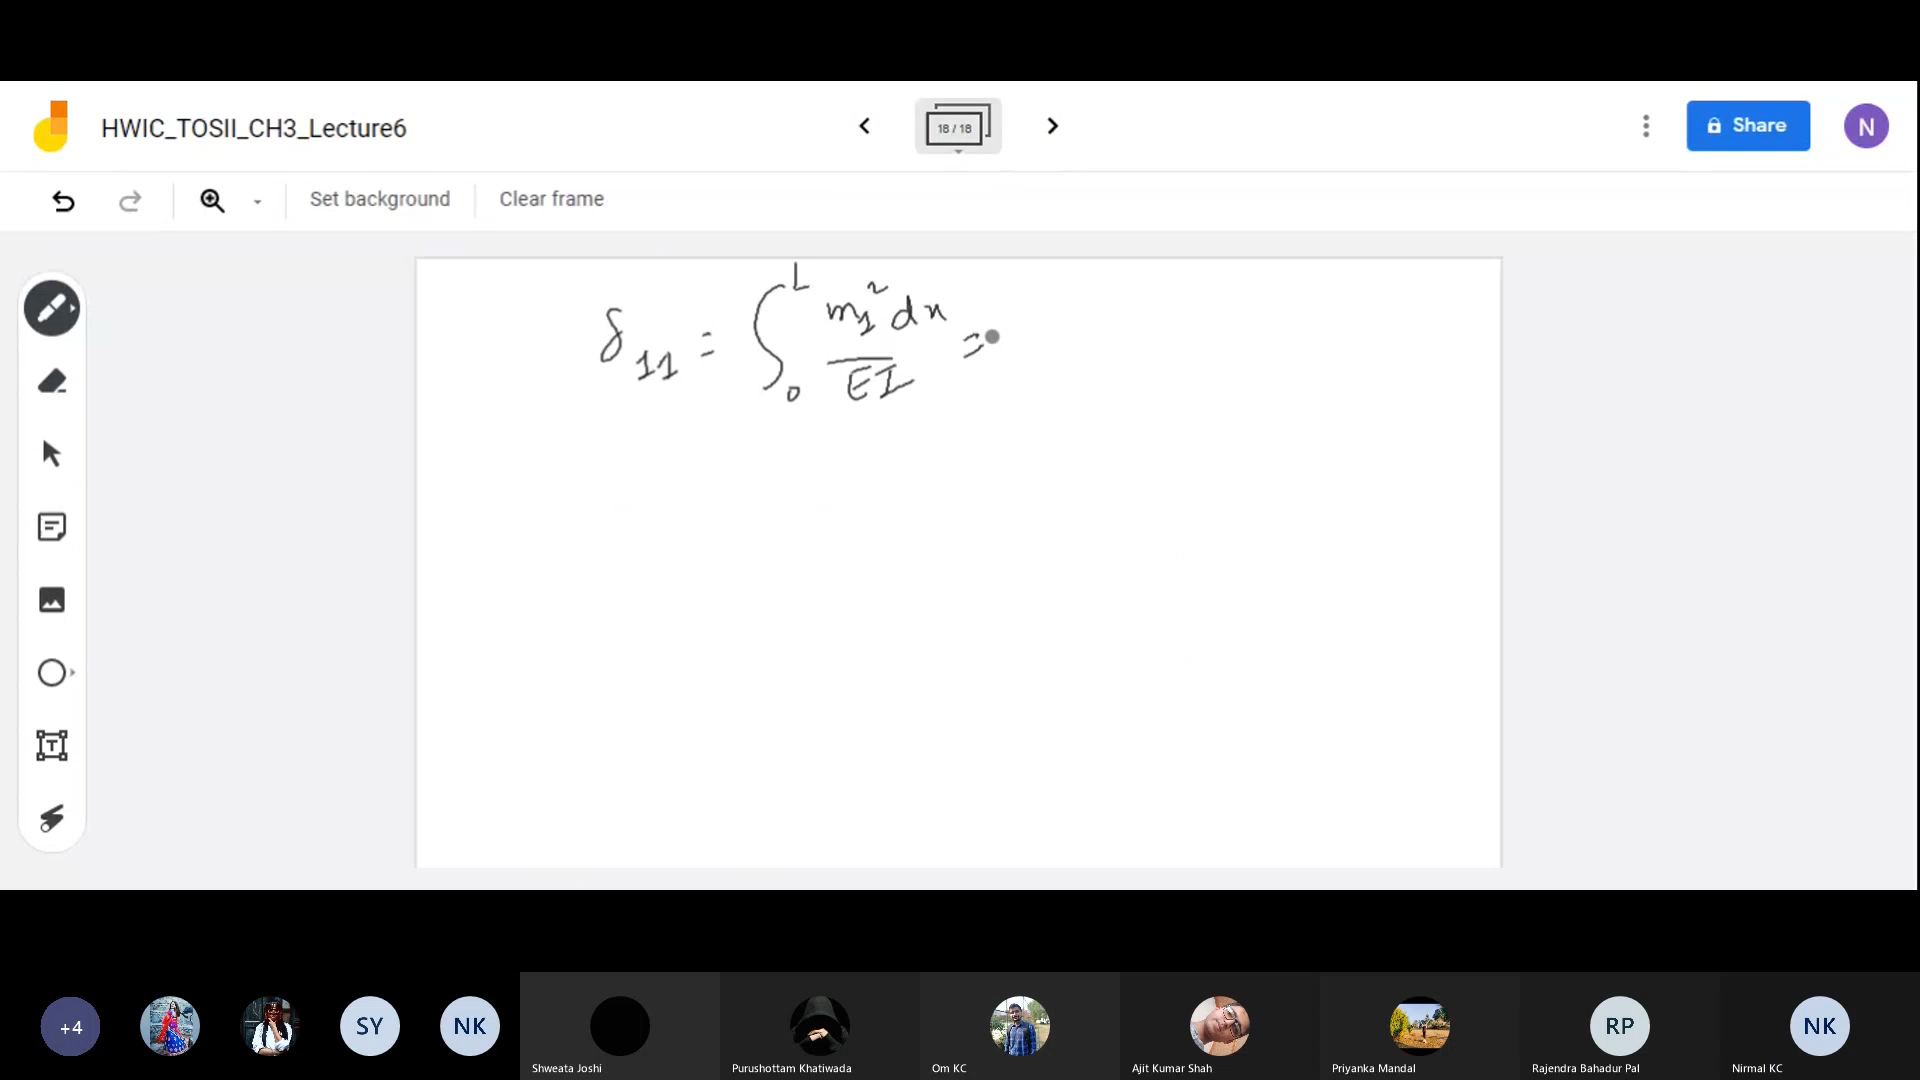 HWIC_TOSII_CH3_Lecture6
18 / 18
Share
N
Set background
Clear frame
δ₁₁ = ∫₀ᴸ m₁² dx / EI =
T
+4
SY
NK
RP
NK
Shweata Joshi
Purushottam Khatiwada
Om KC
Ajit Kumar Shah
Priyanka Mandal
Rajendra Bahadur Pal
Nirmal KC